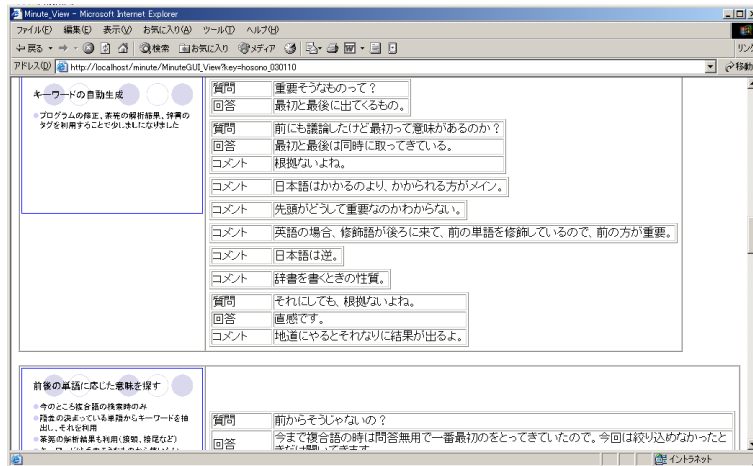 Minute_View - Microsoft Internet Explorer
ファイル(F) 編集(E) 表示(V) お気に入り(A) ツール(T) ヘルプ(H)
戻る 検索 お気に入り メディア リンク
アドレス(D) http://localhost/minute/MinuteGUI_View?key=hosono_030110 移動
キーワードの自動生成
プログラムの修正、茶筅の解析結果、辞書の
タグを利用することで少しましになりました
質問 重要そうなものって？
回答 最初と最後に出てくるもの。
質問 前にも議論したけど最初って意味があるのか？
回答 最初と最後は同時に取ってきている。
コメント 根拠ないよね。
コメント 日本語はかかるのより、かかられる方がメイン。
コメント 先頭がどうして重要なのかわからない。
コメント 英語の場合、修飾語が後ろに来て、前の単語を修飾しているので、前の方が重要。
コメント 日本語は逆。
コメント 辞書を書くときの性質。
質問 それにしても、根拠ないよね。
回答 直感です。
コメント 地道にやるとそれなりに結果が出るよ。
前後の単語に応じた意味を探す
今のところ複合語の検索時のみ
語意の決まっている単語からキーワードを抽
出し、それを利用
茶筅の解析結果も利用(接頭、接尾など)
質問 前からそうじゃないの？
回答 今まで複合語の時は問答無用で一番最初のをとってきていたので。今回は絞り込めなかったと
イントラネット